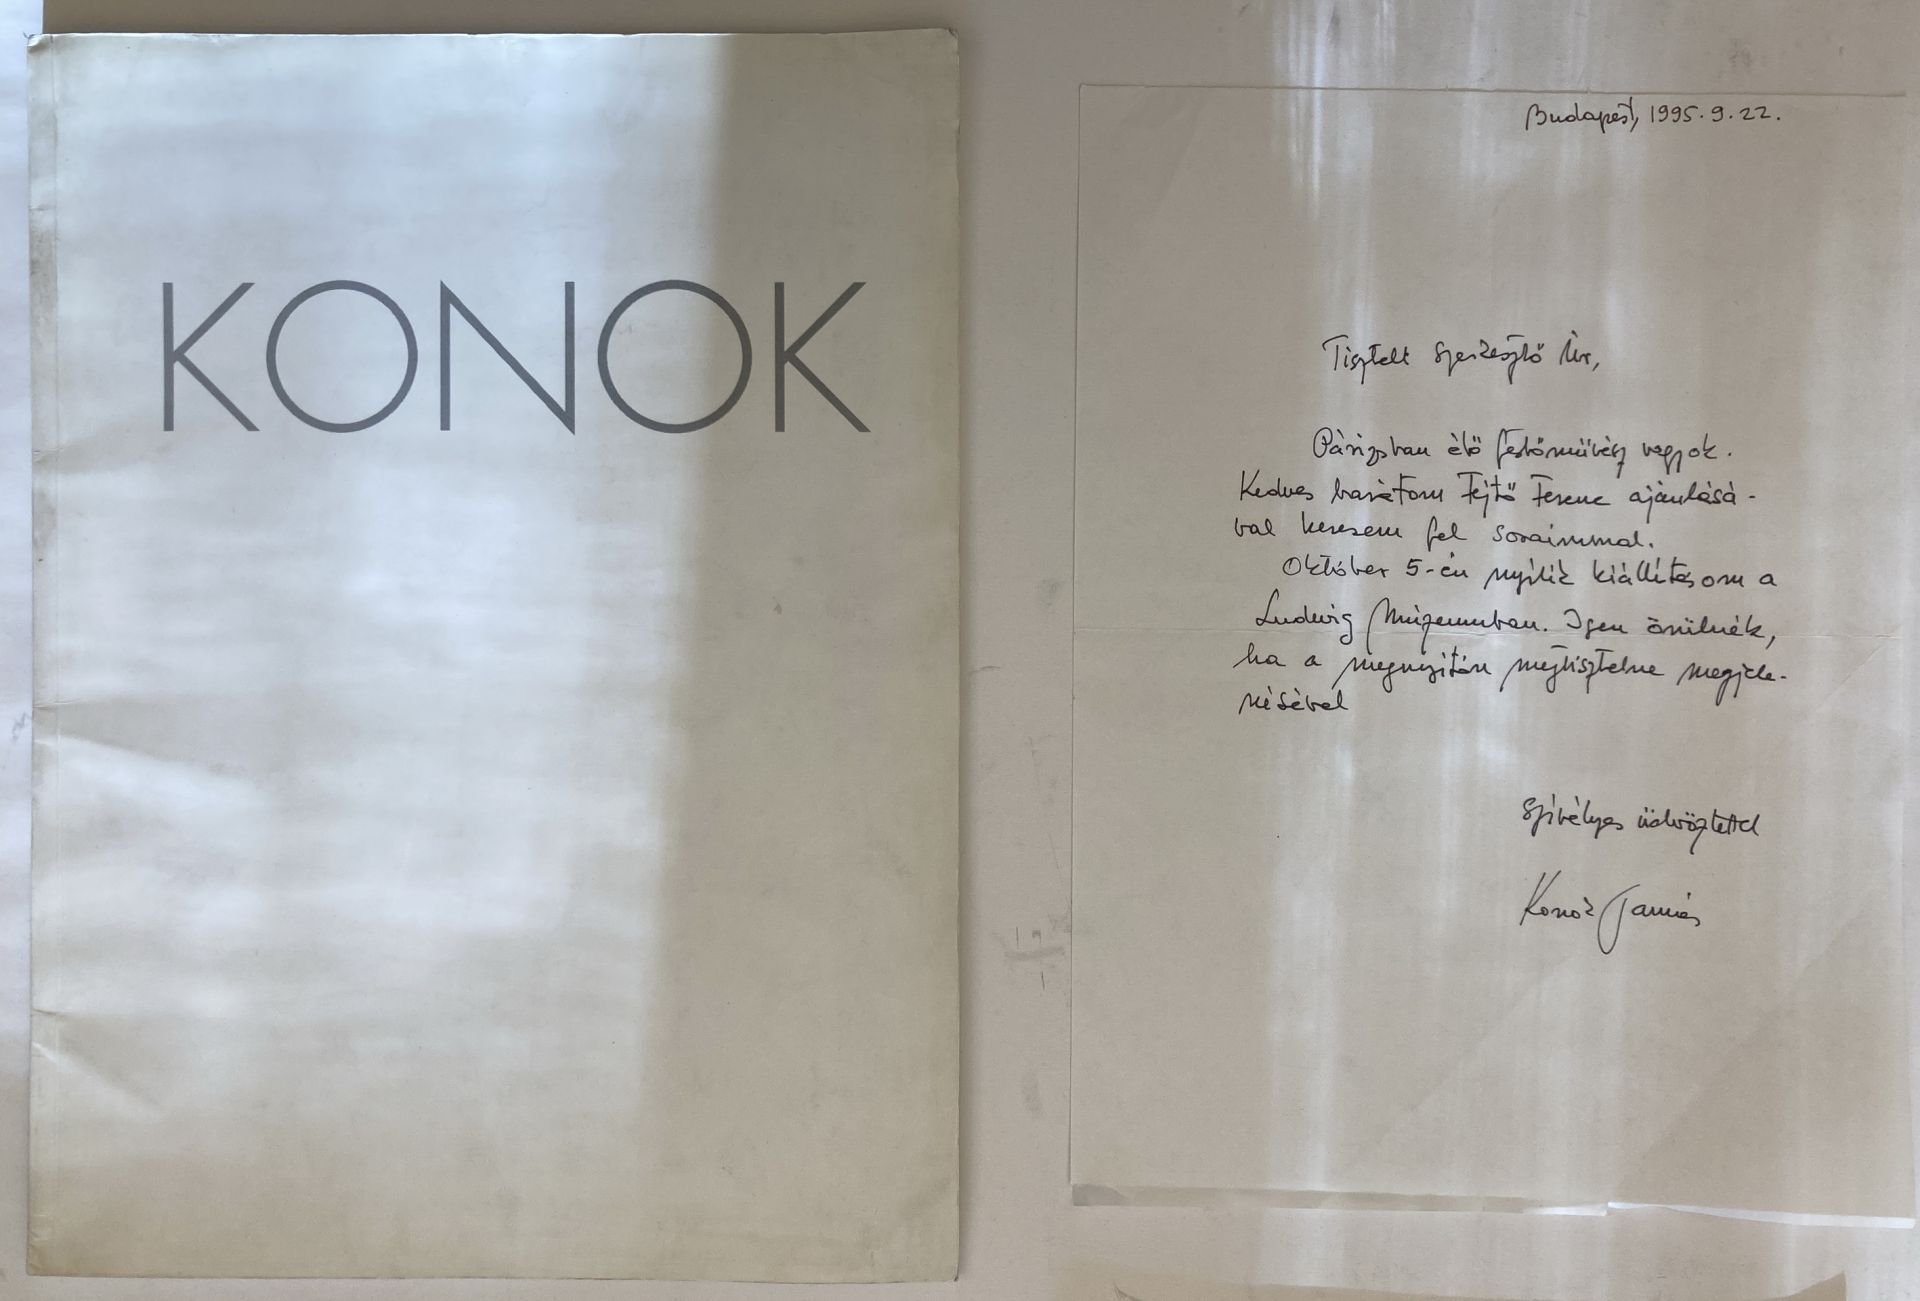 KONOK
Budapest, 1995. 9. 22.
Tisztelt Szerkesztő Úr,
Párizsban élő festőművész vagyok.
Kedves barátom Fejtő Ferenc ajánlásá-
val keresem fel soraimmal.
Október 5-én nyílik kiállításom a
Ludwig Múzeumban. Igen örülnék,
ha a megnyitón megtisztelne megjele-
nésével
Szívélyes üdvözlettel
Konok Tamás